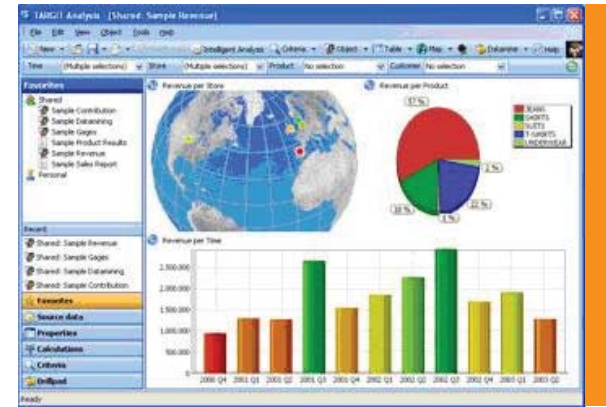 TARGIT Analysis - [Shared: Sample Revenue]
File Edit View Object Tools Help
View Intelligent Analysis Criteria Object Table Map Datamine Help
Time (Multiple selections) Store (Multiple selections) Product No selection Customer No selection
Favorites
Shared
Sample Contribution
Sample Datamining
Sample Gages
Sample Product Results
Sample Revenue
Sample Sales Report
Personal
Recent
Shared: Sample Revenue
Shared: Sample Gages
Shared: Sample Datamining
Shared: Sample Contribution
Favorites
Source data
Properties
Calculations
Criteria
Drillpad
Ready
Revenue per Store
Revenue per Product
57 %
2 %
22 %
1 %
18 %
JEANS
SHIRTS
SUITS
T-SHIRTS
UNDERWEAR
Revenue per Time
2.500.000
2.000.000
1.500.000
1.000.000
500.000
2000 Q4 2001 Q1 2001 Q2 2001 Q3 2001 Q4 2002 Q1 2002 Q2 2002 Q3 2002 Q4 2003 Q1 2003 Q2